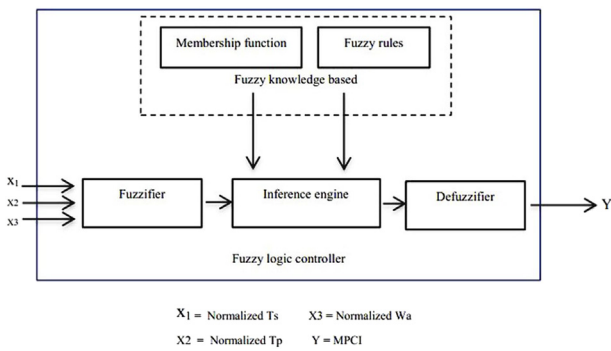 Membership function
Fuzzy rules
Fuzzy knowledge based
X1
X2
X3
Fuzzifier
Inference engine
Defuzzifier
Y
Fuzzy logic controller
X1 = Normalized Ts
X3 = Normalized Wa
X2 = Normalized Tp
Y = MPCI